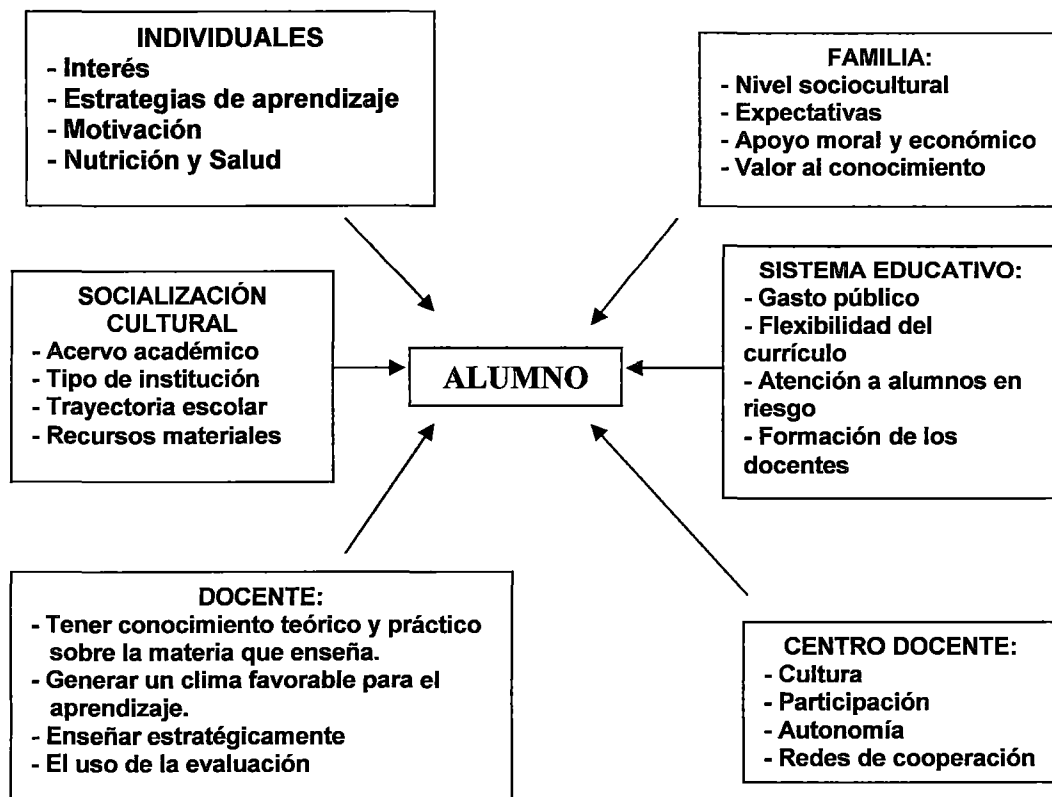 INDIVIDUALES
- Interés
- Estrategias de aprendizaje
- Motivación
- Nutrición y Salud
FAMILIA:
- Nivel sociocultural
- Expectativas
- Apoyo moral y económico
- Valor al conocimiento
SOCIALIZACIÓN
CULTURAL
- Acervo académico
- Tipo de institución
- Trayectoria escolar
- Recursos materiales
ALUMNO
SISTEMA EDUCATIVO:
- Gasto público
- Flexibilidad del
currículo
- Atención a alumnos en
riesgo
- Formación de los
docentes
DOCENTE:
- Tener conocimiento teórico y práctico
sobre la materia que enseña.
- Generar un clima favorable para el
aprendizaje.
- Enseñar estratégicamente
- El uso de la evaluación
CENTRO DOCENTE:
- Cultura
- Participación
- Autonomía
- Redes de cooperación